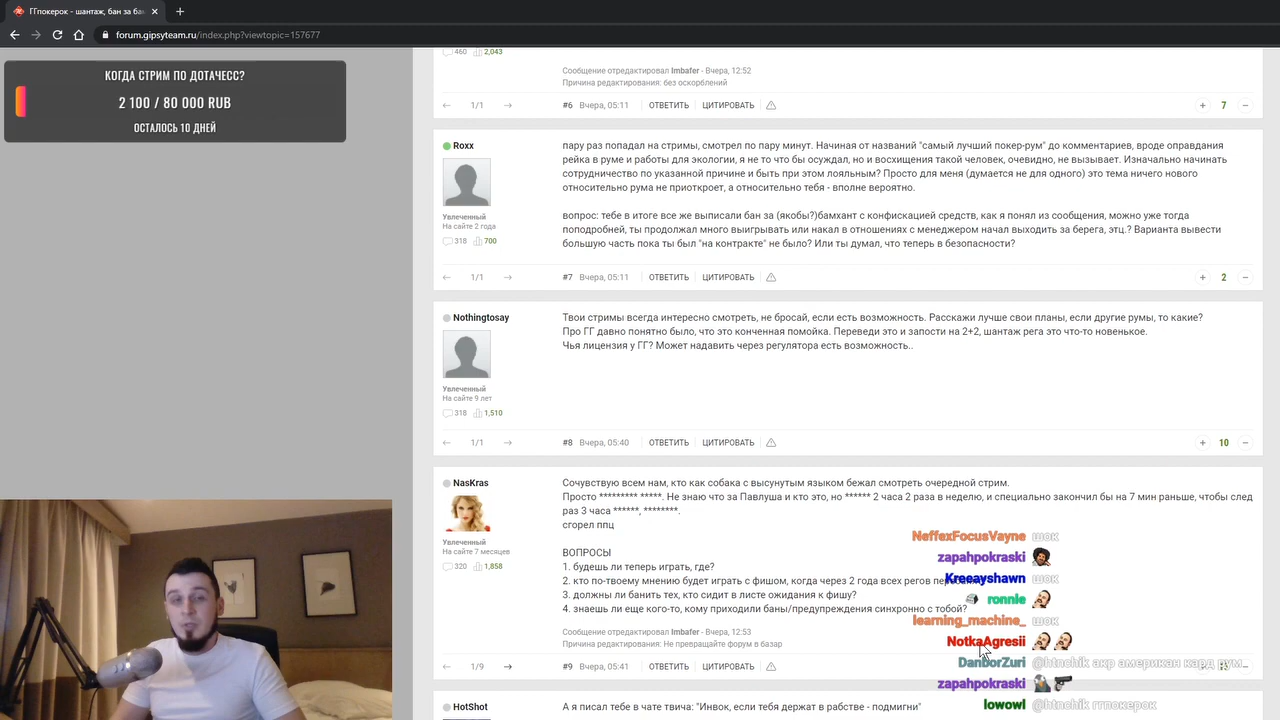 ГГпокерок - шантаж, бан за ба
forum.gipsyteam.ru/index.php?viewtopic=157677
КОГДА СТРИМ ПО ДОТАЧЕСС?
2 100 / 80 000 RUB
ОСТАЛОСЬ 10 ДНЕЙ
460 2,043
Сообщение отредактировал Imbafer - Вчера, 12:52
Причина редактирования: без оскорблений
← 1/1 → #6 Вчера, 05:11 ОТВЕТИТЬ ЦИТИРОВАТЬ + 7 −
Roxx
Увлеченный
На сайте 2 года
318 700
пару раз попадал на стримы, смотрел по пару минут. Начиная от названий "самый лучший покер-рум" до комментариев, вроде оправдания
рейка в руме и работы для экологии, я не то что бы осуждал, но и восхищения такой человек, очевидно, не вызывает. Изначально начинать
сотрудничество по указанной причине и быть при этом лояльным? Просто для меня (думается не для одного) это тема ничего нового
относительно рума не приоткроет, а относительно тебя - вполне вероятно.
вопрос: тебе в итоге все же выписали бан за (якобы?)бамхант с конфискацией средств, как я понял из сообщения, можно уже тогда
поподробней, ты продолжал много выигрывать или накал в отношениях с менеджером начал выходить за берега, этц.? Варианта вывести
большую часть пока ты был "на контракте" не было? Или ты думал, что теперь в безопасности?
← 1/1 → #7 Вчера, 05:11 ОТВЕТИТЬ ЦИТИРОВАТЬ + 2 −
Nothingtosay
Увлеченный
На сайте 9 лет
318 1,510
Твои стримы всегда интересно смотреть, не бросай, если есть возможность. Расскажи лучше свои планы, если другие румы, то какие?
Про ГГ давно понятно было, что это конченная помойка. Переведи это и запости на 2+2, шантаж рега это что-то новенькое.
Чья лицензия у ГГ? Может надавить через регулятора есть возможность..
← 1/1 → #8 Вчера, 05:40 ОТВЕТИТЬ ЦИТИРОВАТЬ + 10 −
NasKras
Увлеченный
На сайте 7 месяцев
320 1,858
Сочувствую всем нам, кто как собака с высунутым языком бежал смотреть очередной стрим.
Просто ********* *****. Не знаю что за Павлуша и кто это, но ****** 2 часа 2 раза в неделю, и специально закончил бы на 7 мин раньше, чтобы след
раз 3 часа ******, ********.
сгорел ппц
ВОПРОСЫ
1. будешь ли теперь играть, где?
2. кто по-твоему мнению будет играть с фишом, когда через 2 года всех регов
3. должны ли банить тех, кто сидит в листе ожидания к фишу?
4. знаешь ли еще кого-то, кому приходили баны/предупреждения синхронно с тобой?
Сообщение отредактировал Imbafer - Вчера, 12:53
Причина редактирования: Не превращайте форум в базар
← 1/9 → #9 Вчера, 05:41 ОТВЕТИТЬ ЦИТИРОВАТЬ
HotShot
А я писал тебе в чате твича: "Инвок, если тебя держат в рабстве - подмигни"
NeffexFocusVayne шок
zapahpokraski
Kreeayshawn шок
ronnie
learning_machine_ шок
NotkaAgresii
DanborZuri @htnchik акр американ кард рум...
zapahpokraski
lowowl @htnchik ггпокерок